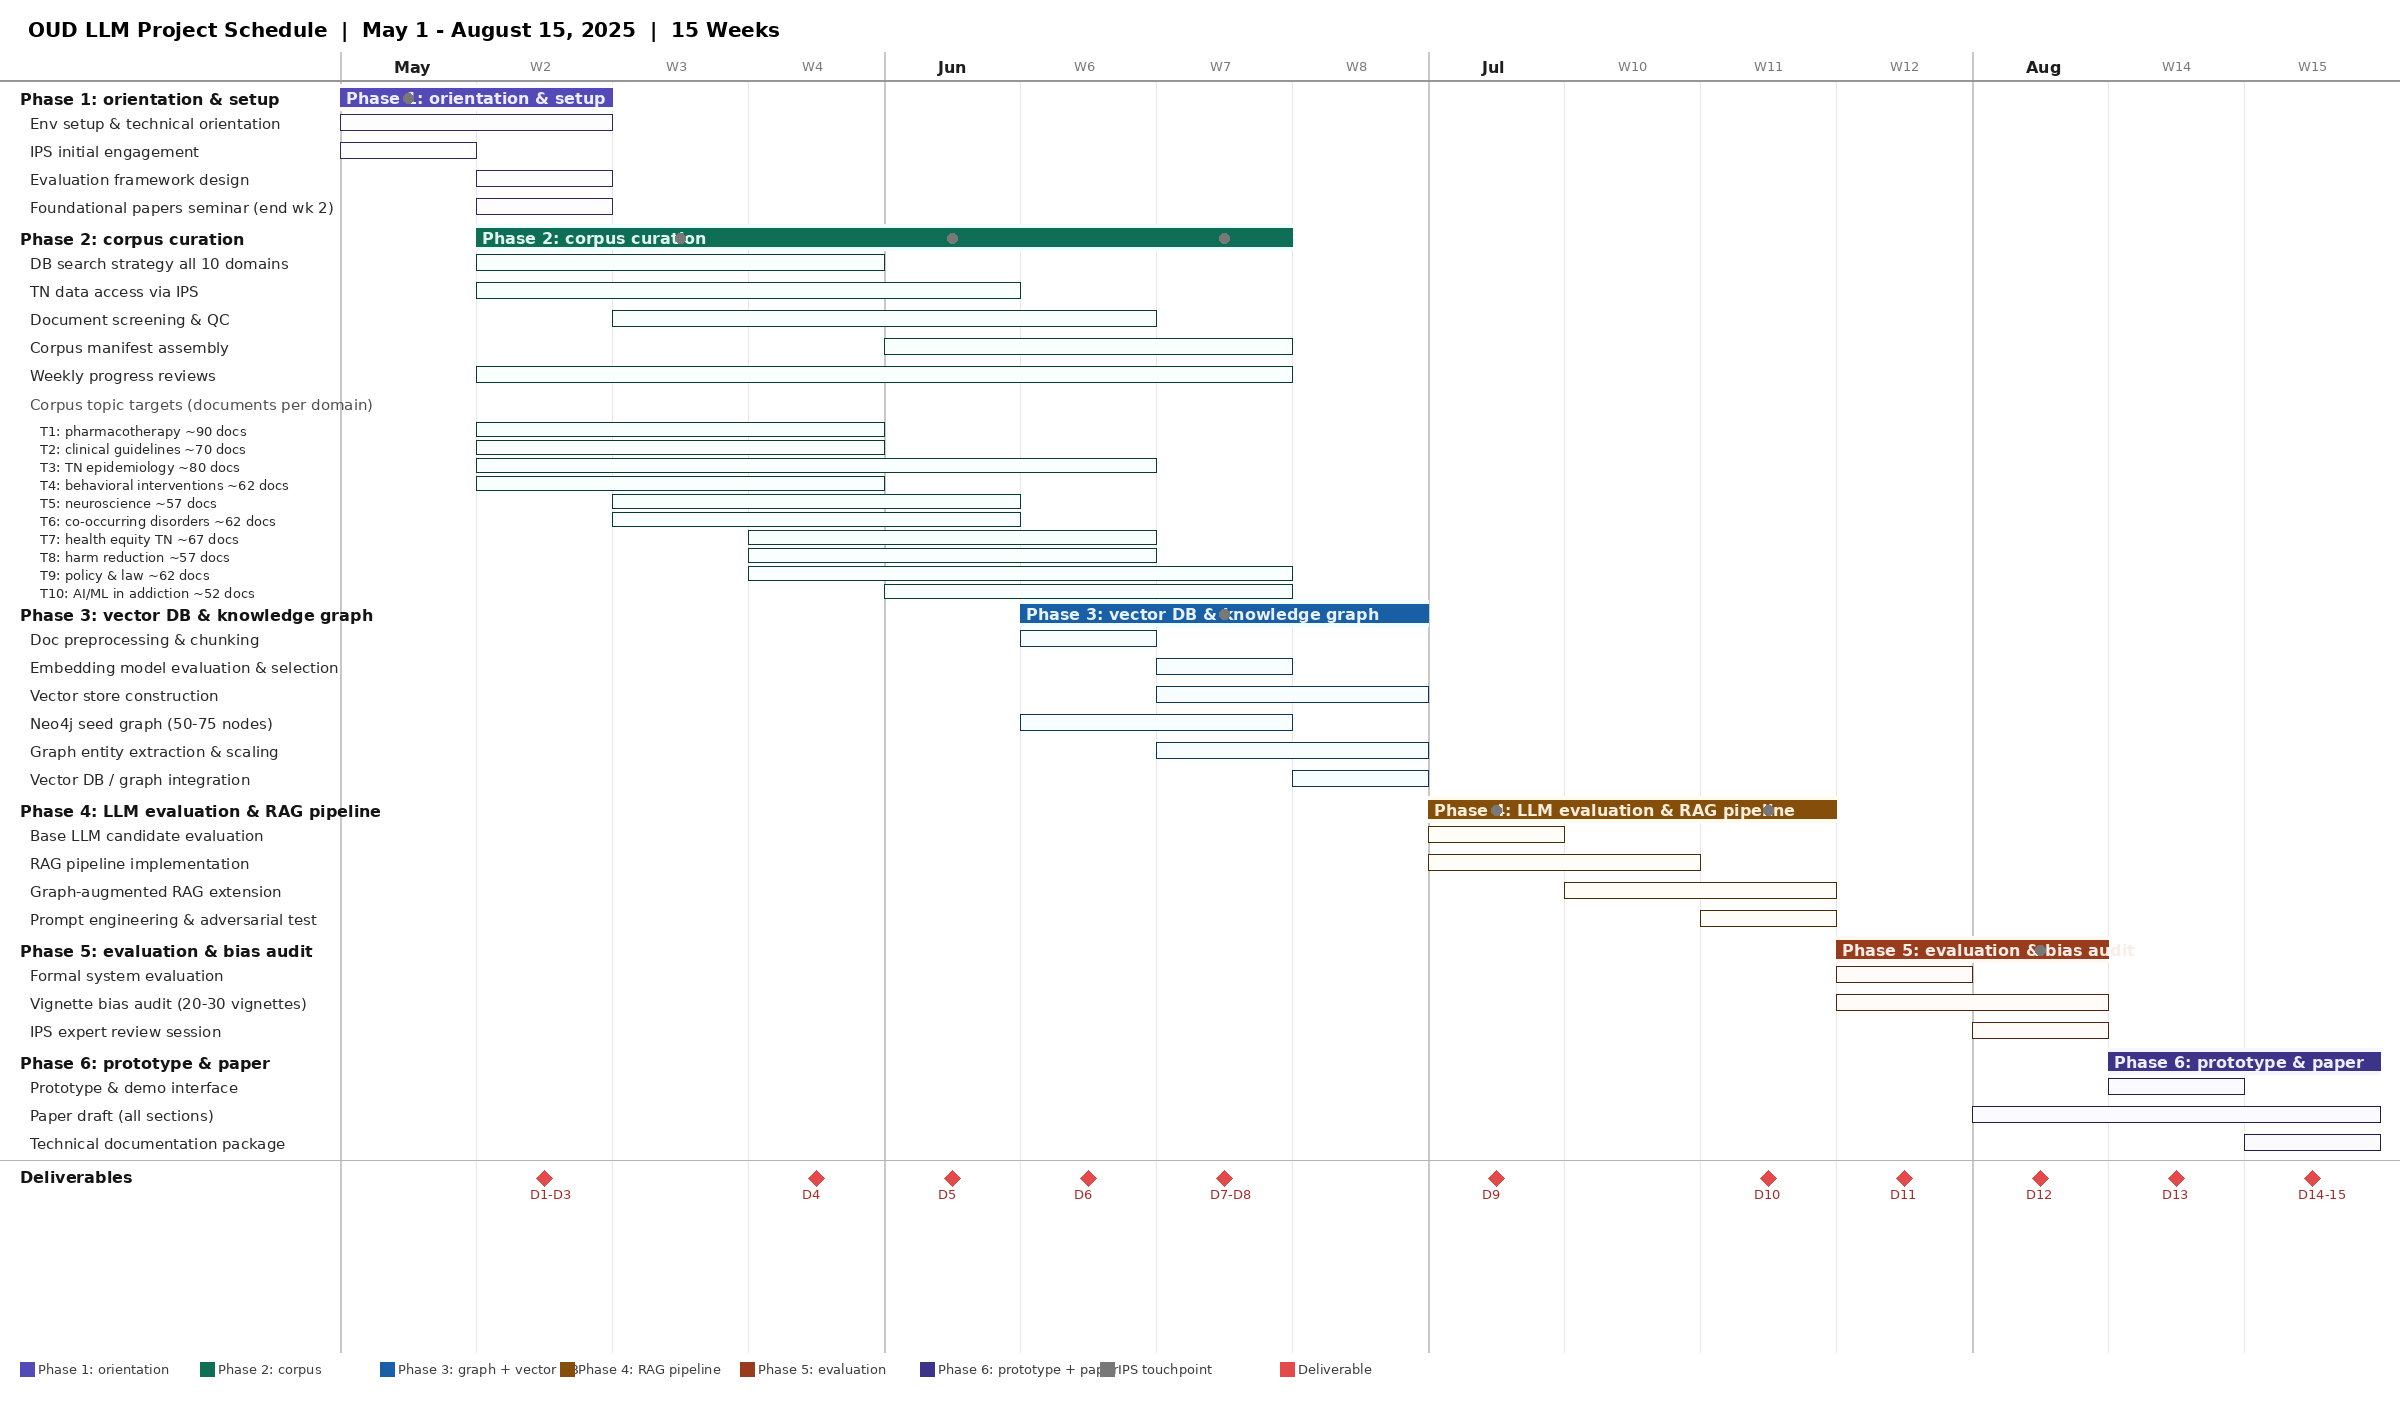 OUD LLM Project Schedule | May 1 - August 15, 2025 | 15 Weeks
May W2 W3 W4 Jun W6 W7 W8 Jul W10 W11 W12 Aug W14 W15
Phase 1: orientation & setup Phase 1: orientation & setup
Env setup & technical orientation
IPS initial engagement
Evaluation framework design
Foundational papers seminar (end wk 2)
Phase 2: corpus curation Phase 2: corpus curation
DB search strategy all 10 domains
TN data access via IPS
Document screening & QC
Corpus manifest assembly
Weekly progress reviews
Corpus topic targets (documents per domain)
T1: pharmacotherapy ~90 docs
T2: clinical guidelines ~70 docs
T3: TN epidemiology ~80 docs
T4: behavioral interventions ~62 docs
T5: neuroscience ~57 docs
T6: co-occurring disorders ~62 docs
T7: health equity TN ~67 docs
T8: harm reduction ~57 docs
T9: policy & law ~62 docs
T10: AI/ML in addiction ~52 docs
Phase 3: vector DB & knowledge graph Phase 3: vector DB & knowledge graph
Doc preprocessing & chunking
Embedding model evaluation & selection
Vector store construction
Neo4j seed graph (50-75 nodes)
Graph entity extraction & scaling
Vector DB / graph integration
Phase 4: LLM evaluation & RAG pipeline Phase 4: LLM evaluation & RAG pipeline
Base LLM candidate evaluation
RAG pipeline implementation
Graph-augmented RAG extension
Prompt engineering & adversarial test
Phase 5: evaluation & bias audit Phase 5: evaluation & bias audit
Formal system evaluation
Vignette bias audit (20-30 vignettes)
IPS expert review session
Phase 6: prototype & paper Phase 6: prototype & paper
Prototype & demo interface
Paper draft (all sections)
Technical documentation package
Deliverables
D1-D3 D4 D5 D6 D7-D8 D9 D10 D11 D12 D13 D14-15
Phase 1: orientation Phase 2: corpus Phase 3: graph + vector Phase 4: RAG pipeline Phase 5: evaluation Phase 6: prototype + paper IPS touchpoint Deliverable